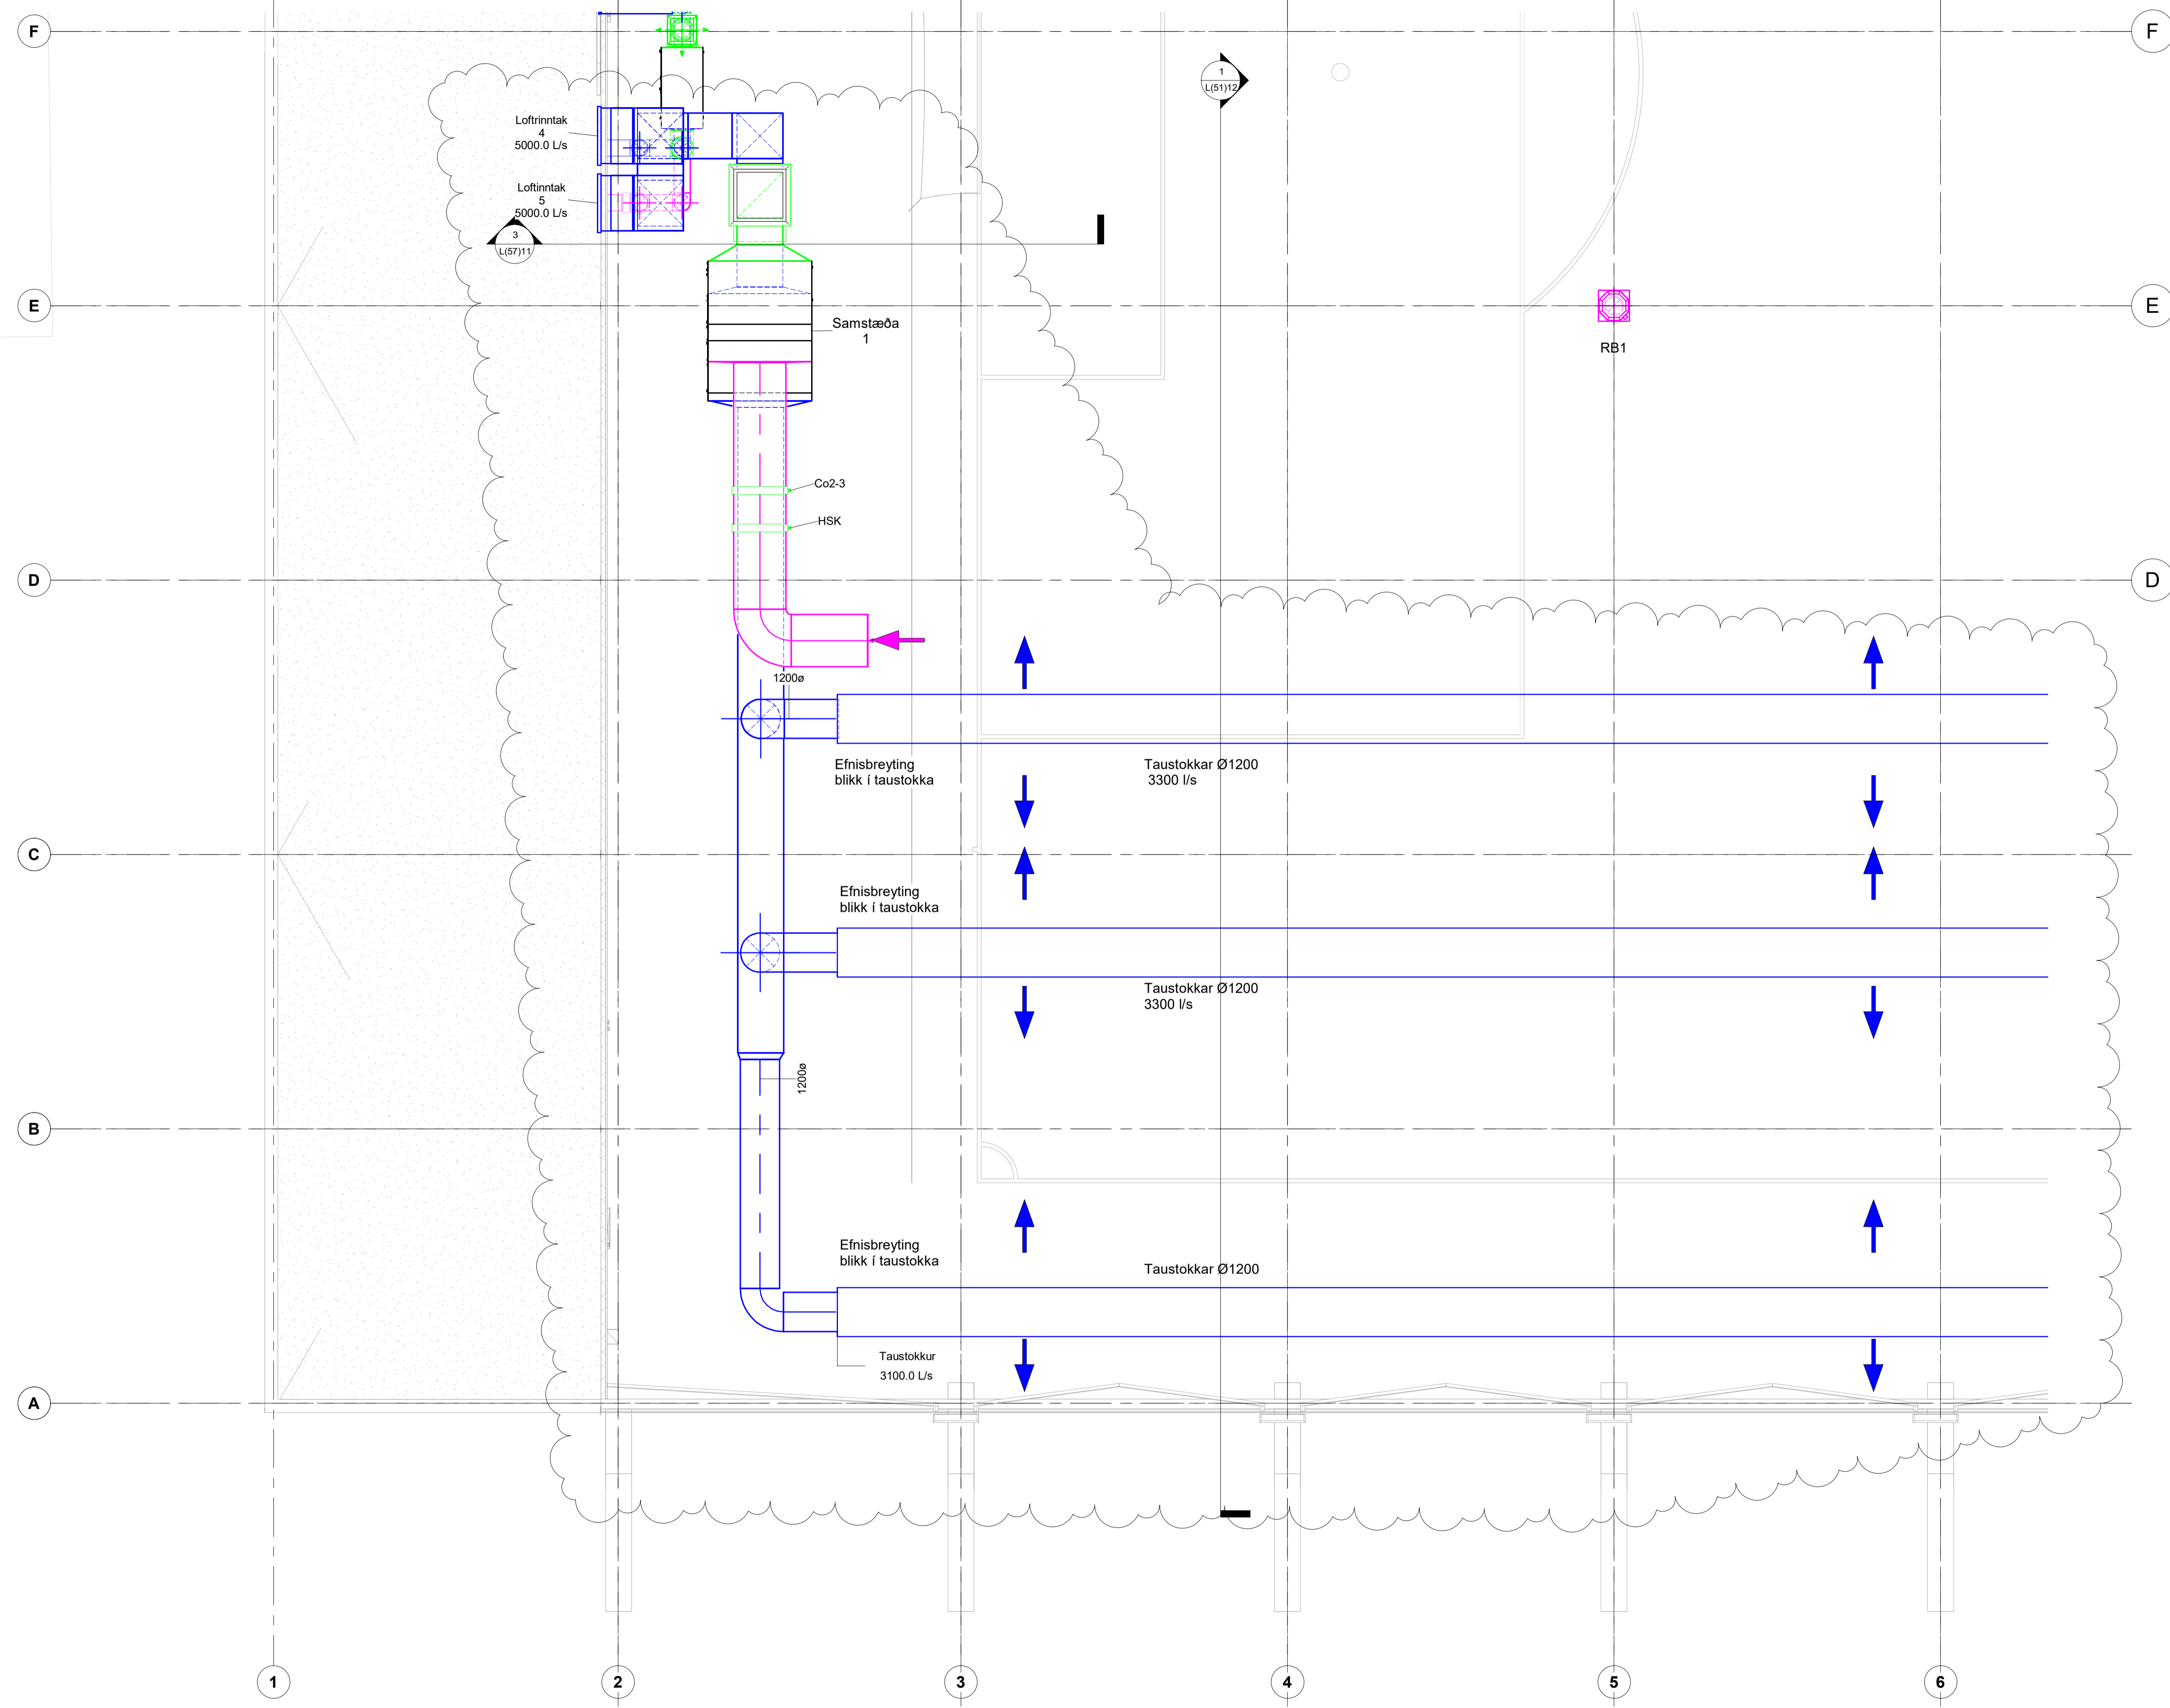 F
F
1
L(51)12
Loftrinntak
4
5000.0 L/s
Loftinntak
5
5000.0 L/s
3
L(57)11
E
E
Samstæða
1
RB1
Co2-3
HSK
D
D
1200ø
Efnisbreyting
blikk í taustokka
Taustokkar Ø1200
3300 l/s
C
Efnisbreyting
blikk í taustokka
Taustokkar Ø1200
3300 l/s
1200ø
B
Efnisbreyting
blikk í taustokka
Taustokkar Ø1200
Taustokkur
3100.0 L/s
A
1
2
3
4
5
6